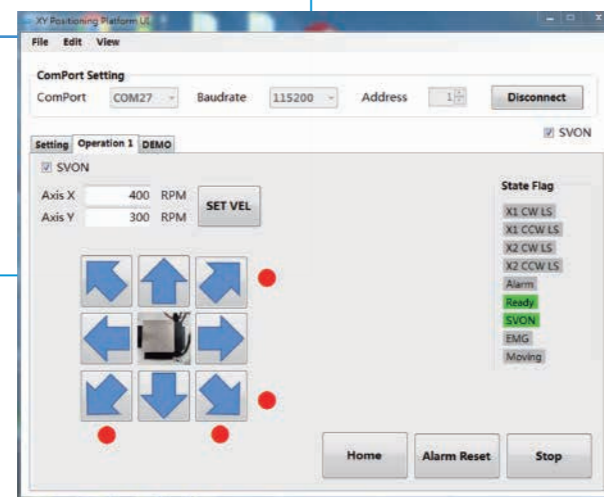 XY Positioning Platform UI
File Edit View
ComPort Setting
ComPort COM27 Baudrate 115200 Address 1 Disconnect
SVON
Setting Operation 1 DEMO
SVON
Axis X 400 RPM
Axis Y 300 RPM
SET VEL
State Flag
X1 CW LS
X1 CCW LS
X2 CW LS
X2 CCW LS
Alarm
Ready
SVON
EMG
Moving
Home Alarm Reset Stop